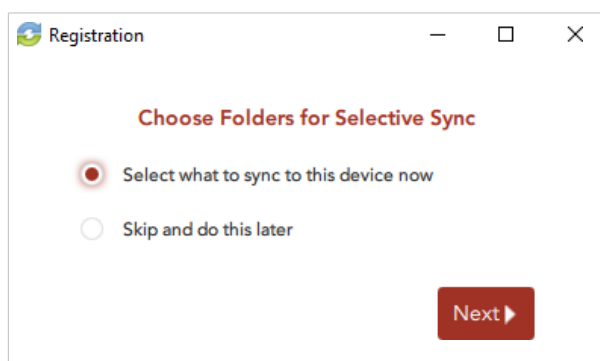 Registration
Choose Folders for Selective Sync
Select what to sync to this device now
Skip and do this later
Next